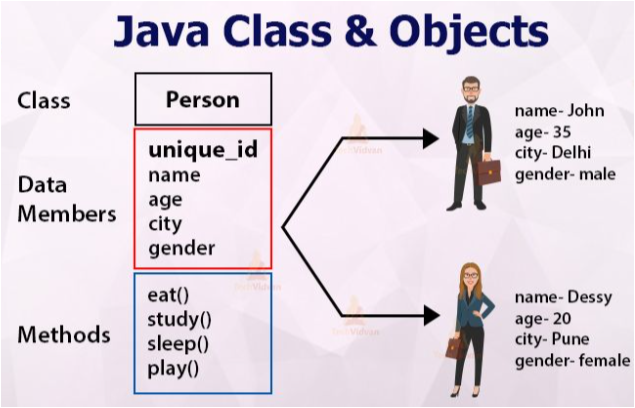 Java Class & Objects
Class
Person
Data
Members
unique_id
name
age
city
gender
Methods
eat()
study()
sleep()
play()
name- John
age- 35
city- Delhi
gender- male
name- Dessy
age- 20
city- Pune
gender- female